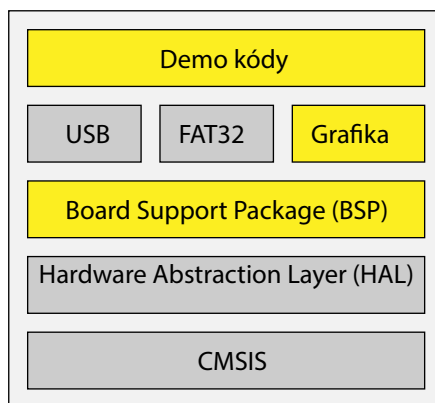 Demo kódy
USB FAT32 Grafika
Board Support Package (BSP)
Hardware Abstraction Layer (HAL)
CMSIS